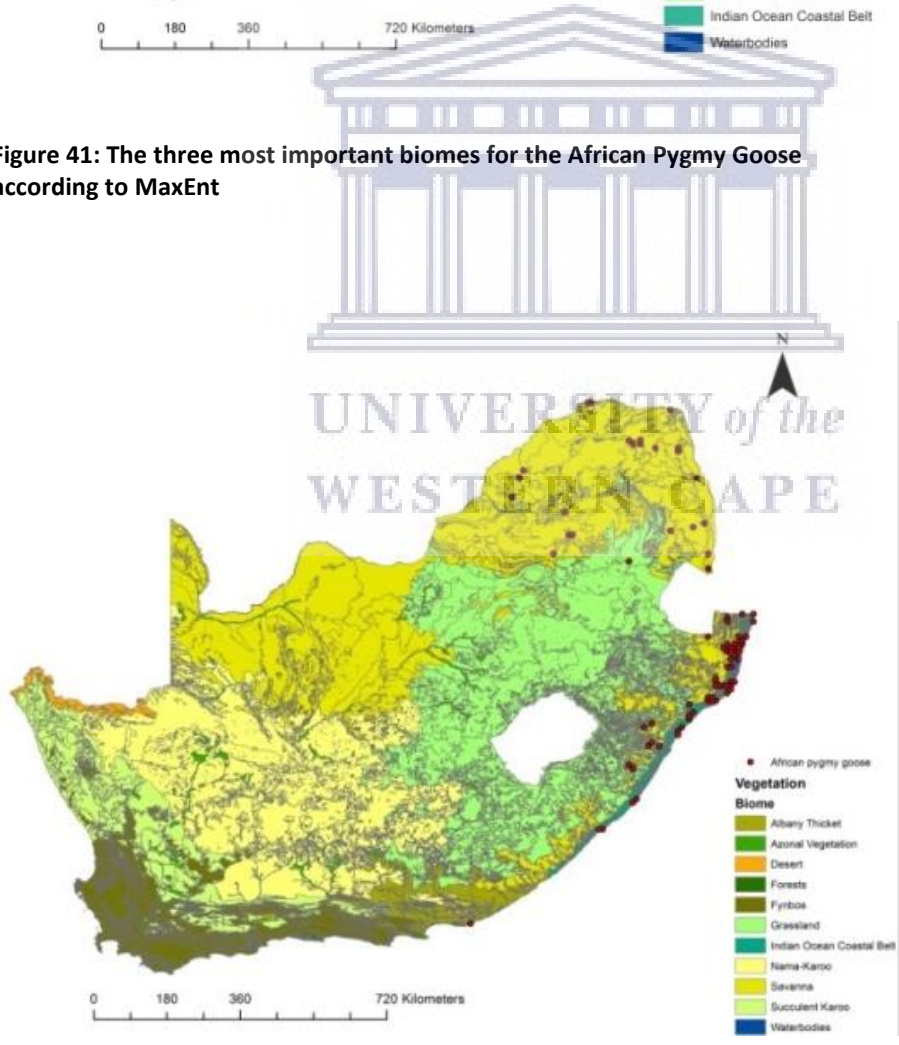 0 180 360 720 Kilometers
Indian Ocean Coastal Belt
Waterbodies
Figure 41: The three most important biomes for the African Pygmy Goose
according to MaxEnt
N
UNIVERSITY of the
WESTERN CAPE
African pygmy goose
Vegetation
Biome
Albany Thicket
Azonal Vegetation
Desert
Forests
Fynbos
Grassland
Indian Ocean Coastal Belt
Nama-Karoo
Savanna
Succulent Karoo
Waterbodies
0 180 360 720 Kilometers